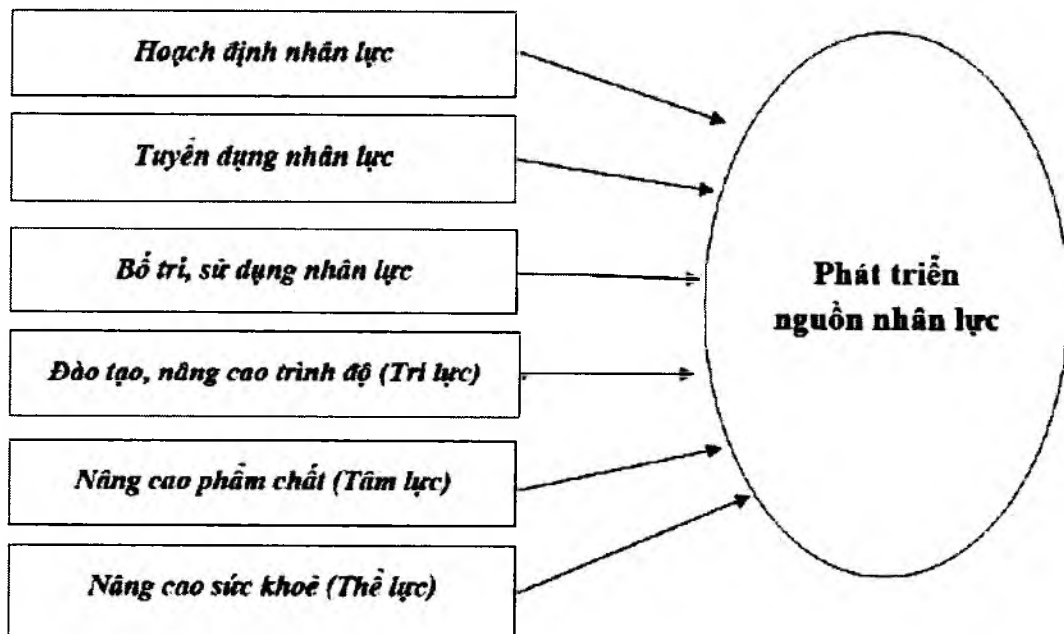 Hoạch định nhân lực
Tuyển dụng nhân lực
Bố trí, sử dụng nhân lực
Đào tạo, nâng cao trình độ (Trí lực)
Nâng cao phẩm chất (Tâm lực)
Nâng cao sức khoẻ (Thể lực)
Phát triển
nguồn nhân lực